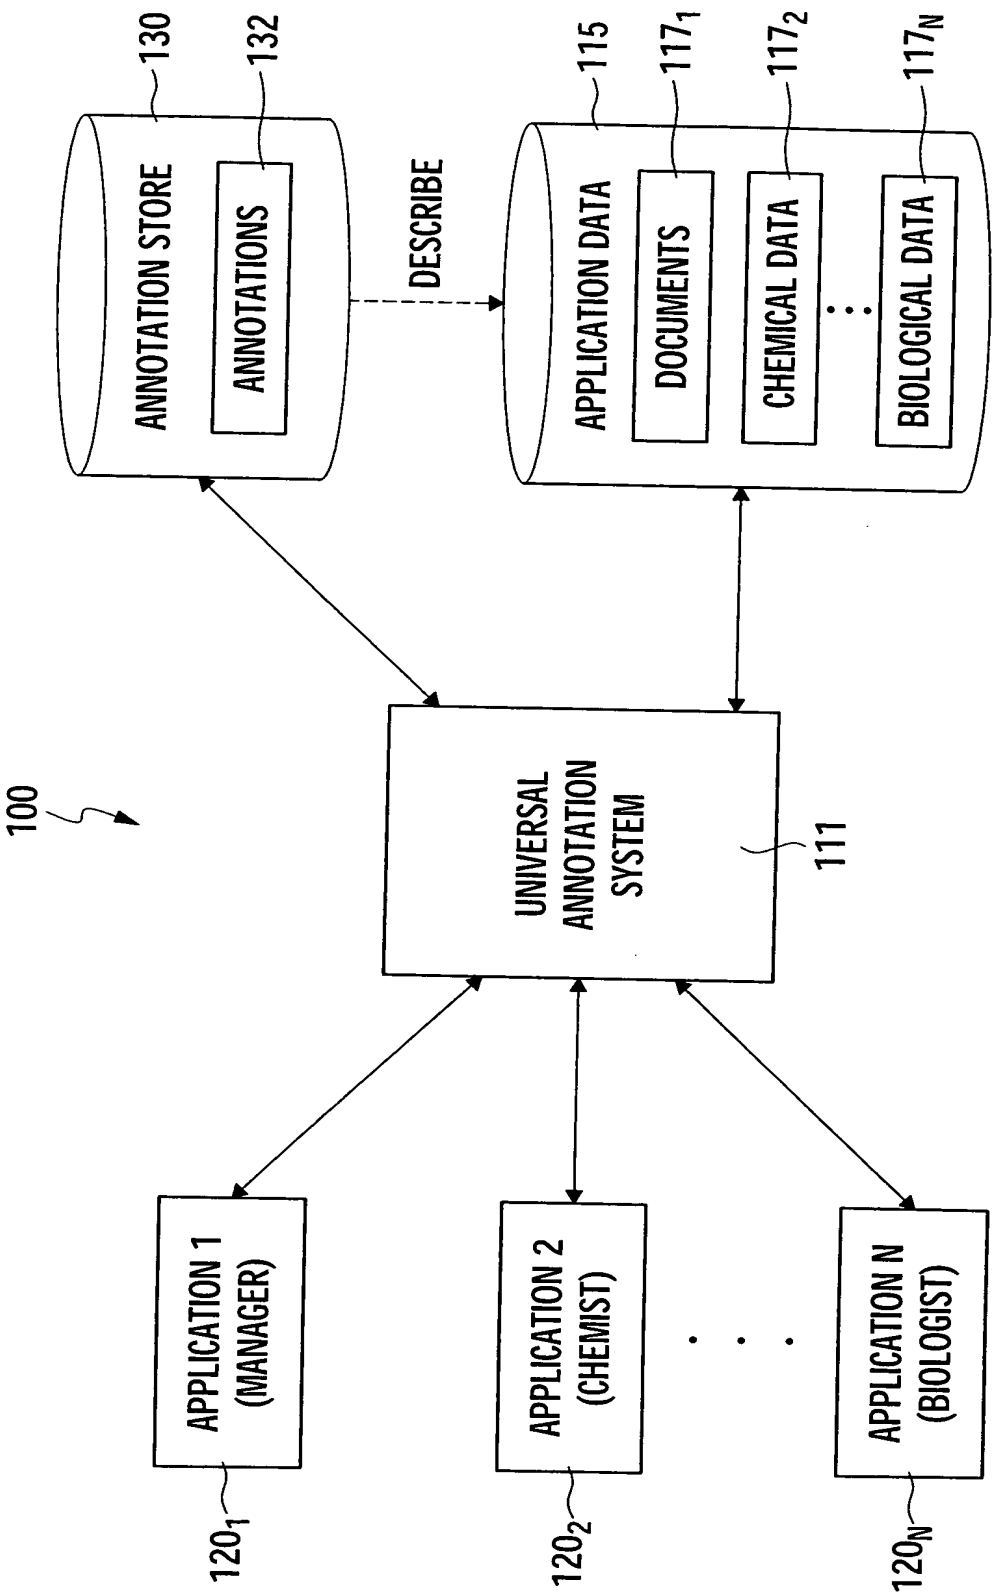 100
120₁
APPLICATION 1
(MANAGER)
120₂
APPLICATION 2
(CHEMIST)
120N
APPLICATION N
(BIOLOGIST)
UNIVERSAL
ANNOTATION
SYSTEM
111
130
ANNOTATION STORE
132
ANNOTATIONS
DESCRIBE
115
APPLICATION DATA
117₁
DOCUMENTS
117₂
CHEMICAL DATA
117N
BIOLOGICAL DATA